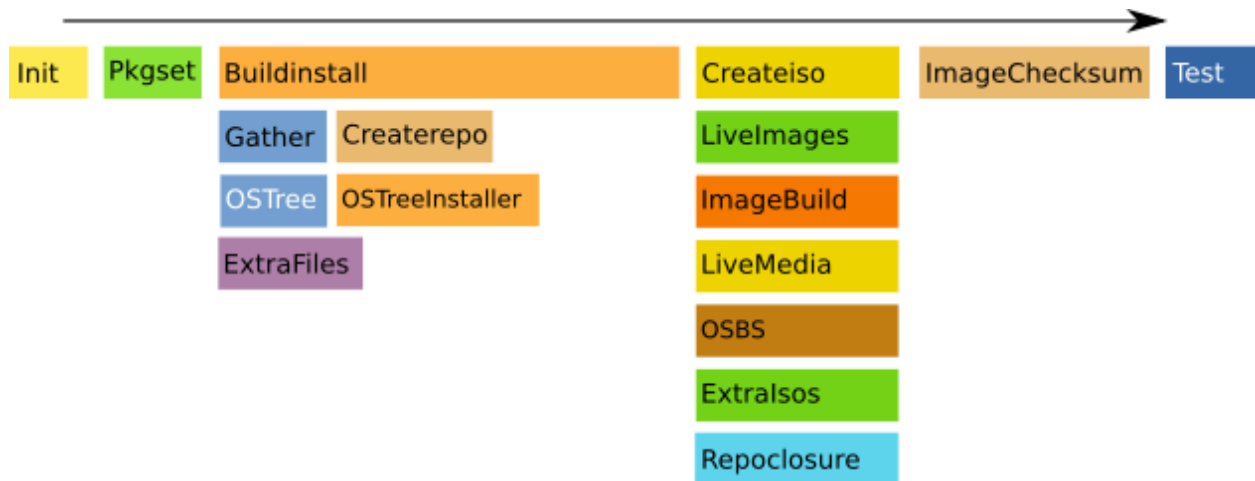 Init
Pkgset
Buildinstall
Createiso
ImageChecksum
Test
Gather
Createrepo
LiveImages
OSTree
OSTreeInstaller
ImageBuild
ExtraFiles
LiveMedia
OSBS
ExtraIsos
Repoclosure